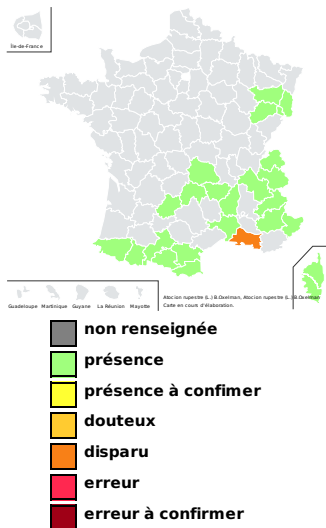 Île-de-France
Guadeloupe Martinique Guyane La Réunion Mayotte
Atocion rupestre (L.) B.Oxelman, Atocion rupestre (L.) B.Oxelman
Carte en cours d'élaboration.
non renseignée
présence
présence à confimer
douteux
disparu
erreur
erreur à confirmer